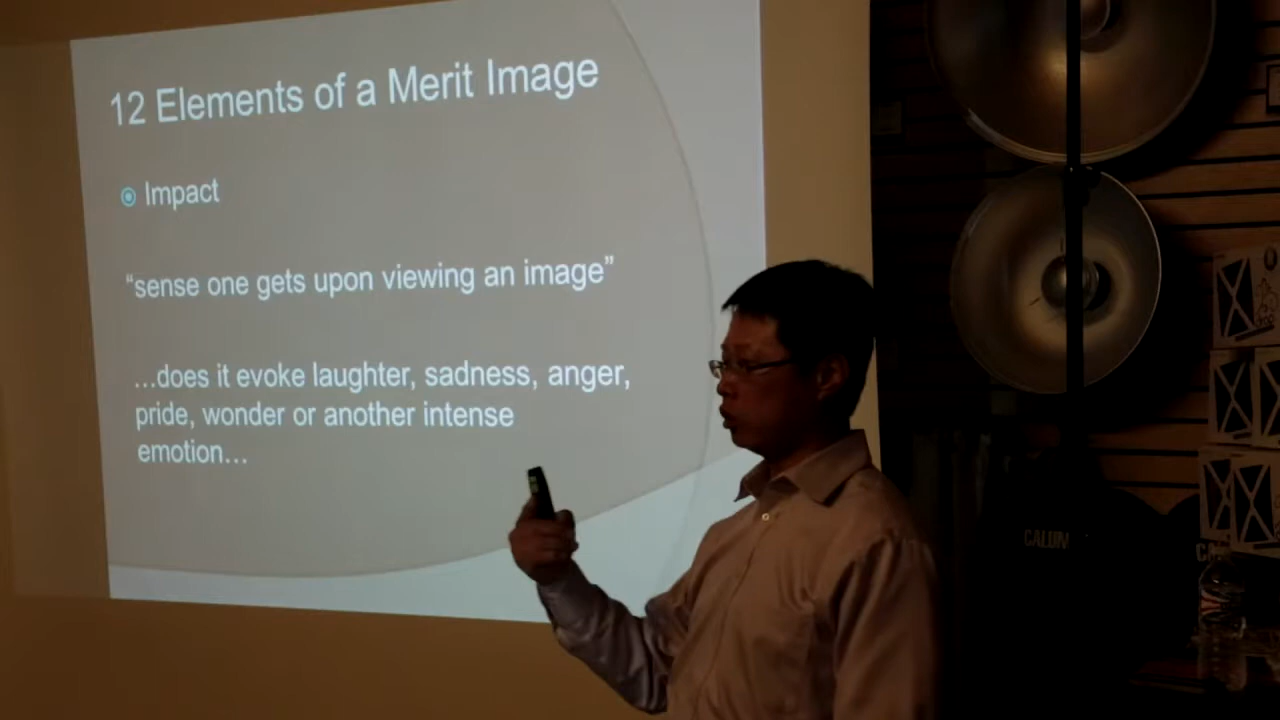 12 Elements of a Merit Image
Impact
“sense one gets upon viewing an image”
…does it evoke laughter, sadness, anger,
pride, wonder or another intense
emotion…